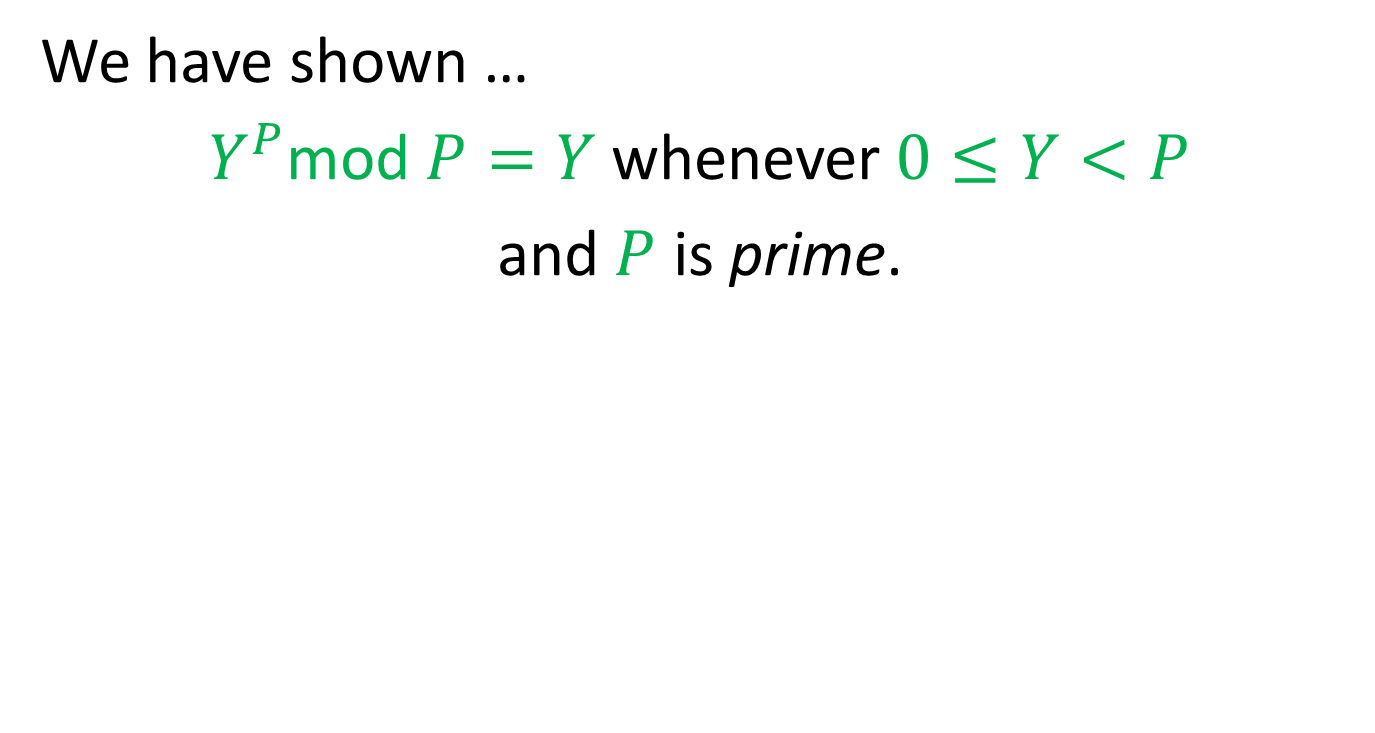 We have shown …
Y^P mod P = Y whenever 0 ≤ Y < P
and P is prime.